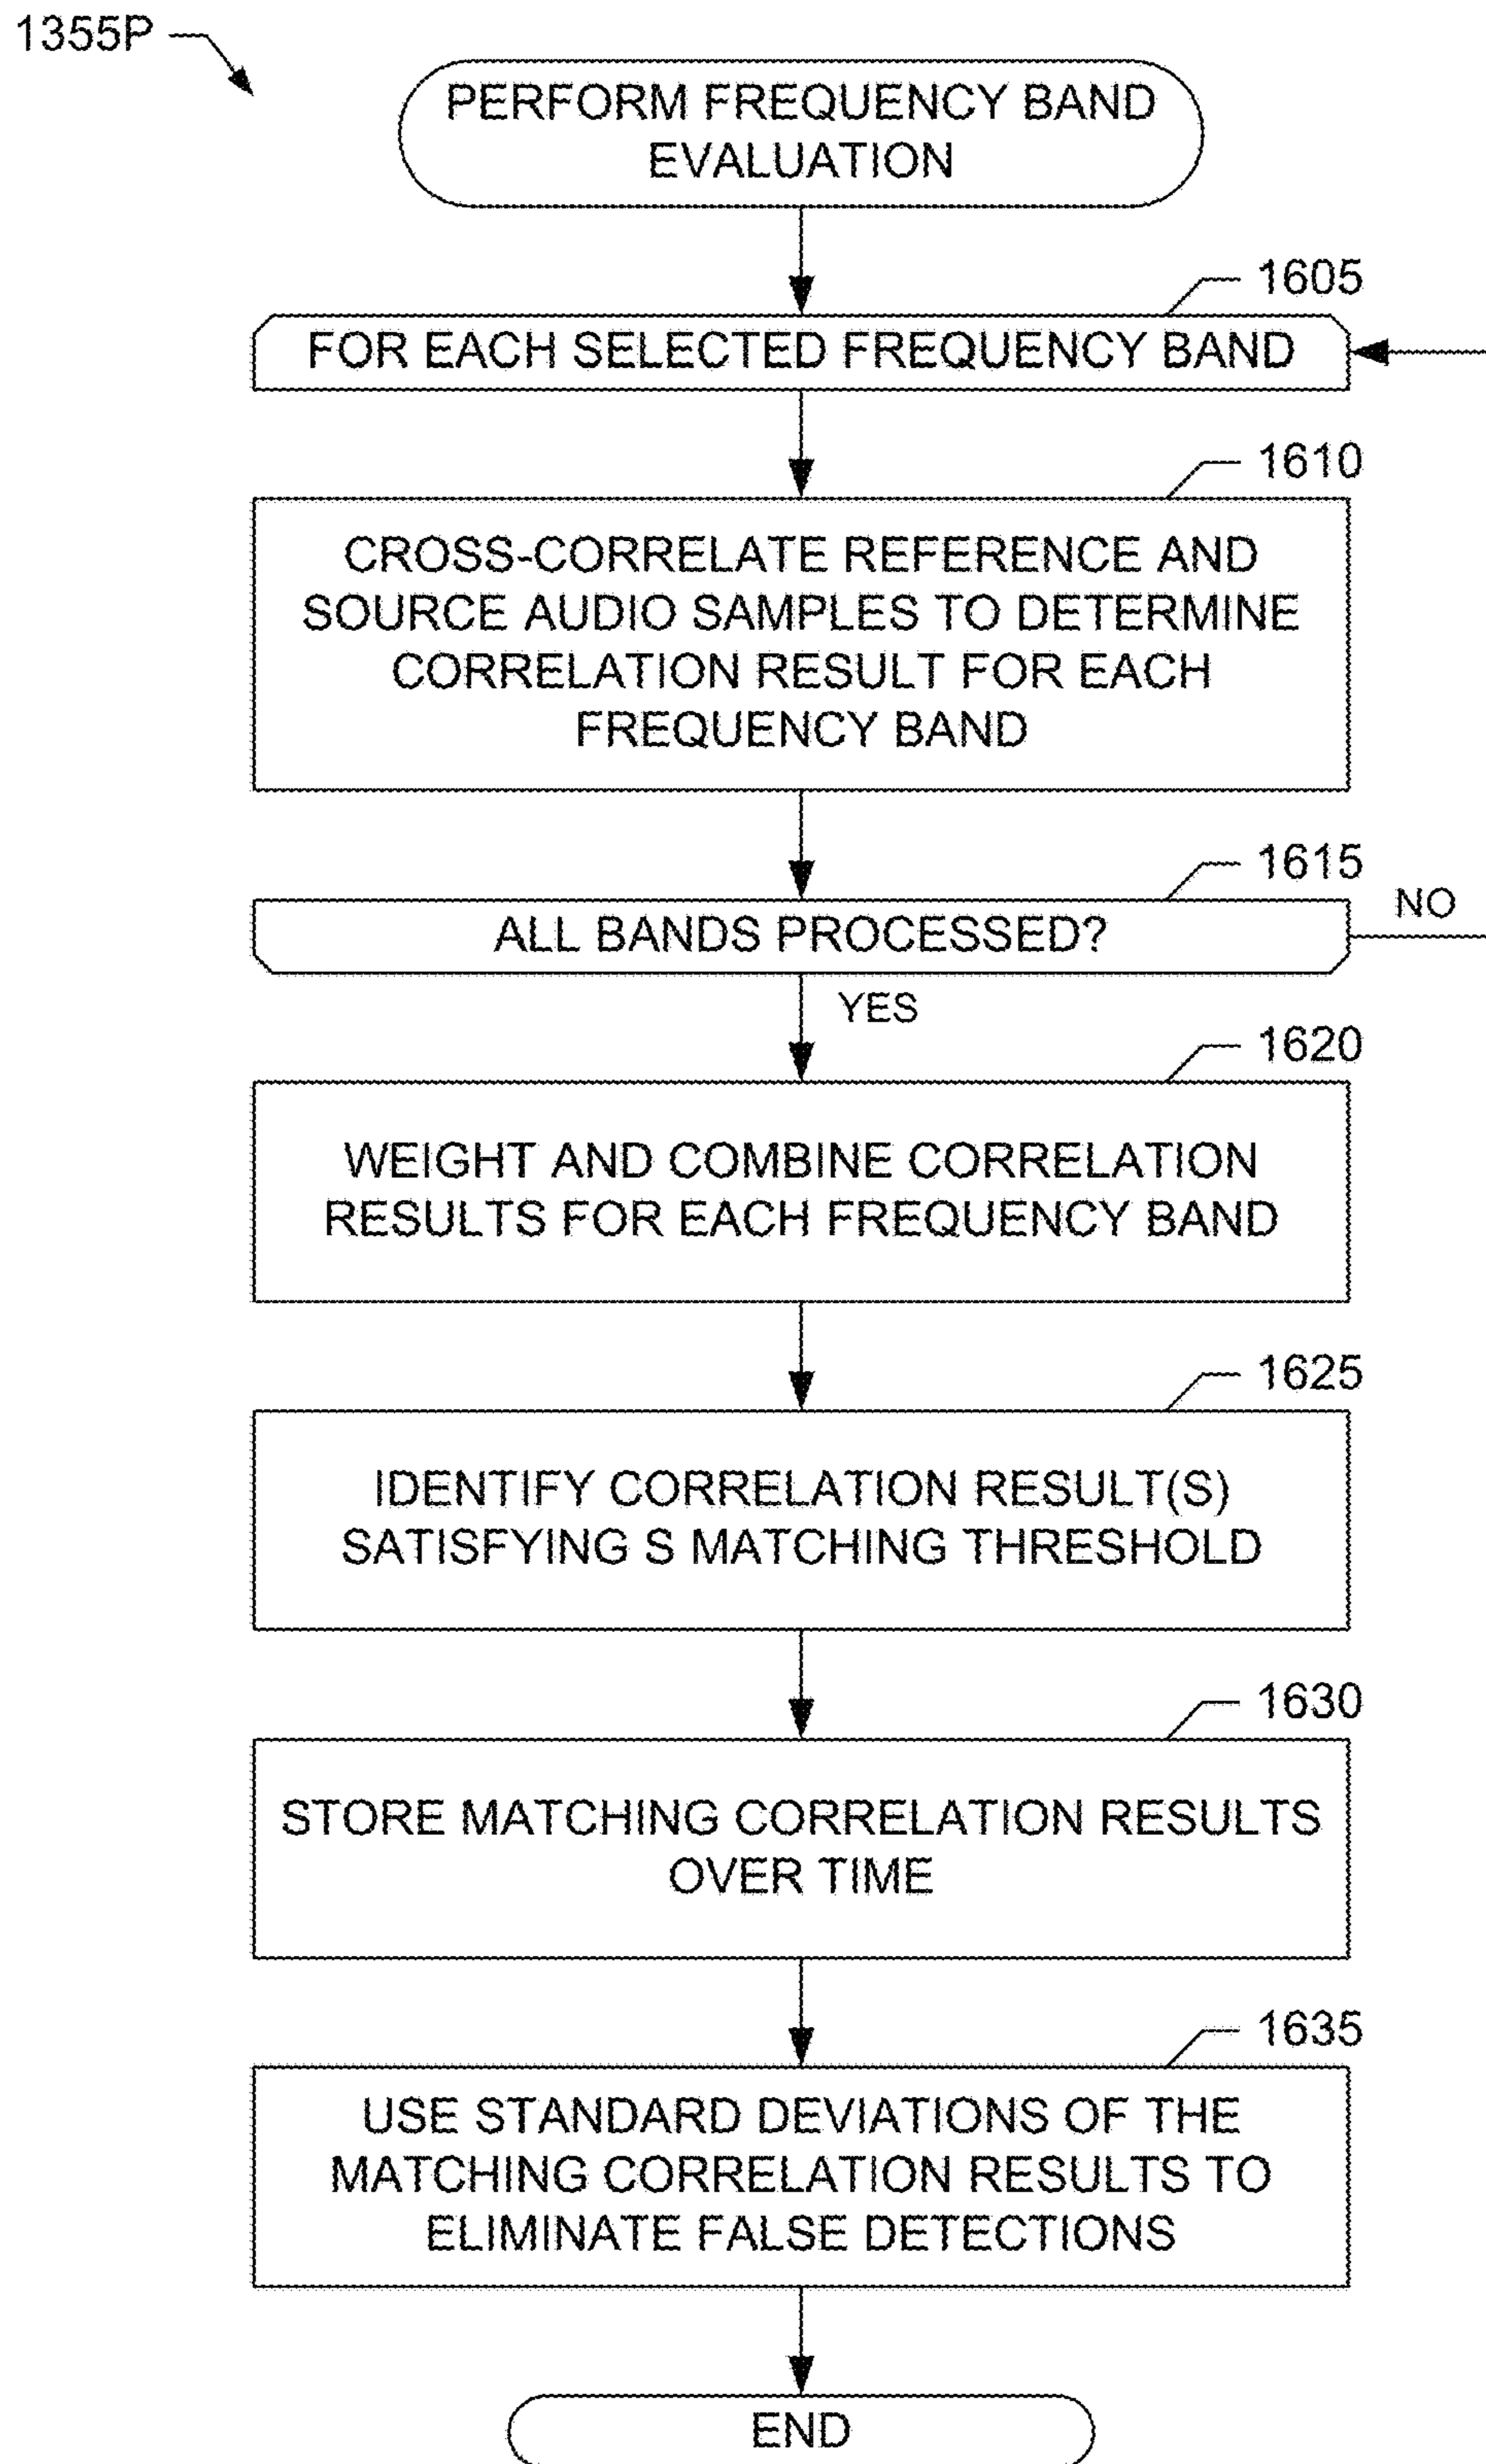 1355P
PERFORM FREQUENCY BAND
EVALUATION
1605
FOR EACH SELECTED FREQUENCY BAND
1610
CROSS-CORRELATE REFERENCE AND
SOURCE AUDIO SAMPLES TO DETERMINE
CORRELATION RESULT FOR EACH
FREQUENCY BAND
1615
ALL BANDS PROCESSED?
NO
YES
1620
WEIGHT AND COMBINE CORRELATION
RESULTS FOR EACH FREQUENCY BAND
1625
IDENTIFY CORRELATION RESULT(S)
SATISFYING S MATCHING THRESHOLD
1630
STORE MATCHING CORRELATION RESULTS
OVER TIME
1635
USE STANDARD DEVIATIONS OF THE
MATCHING CORRELATION RESULTS TO
ELIMINATE FALSE DETECTIONS
END